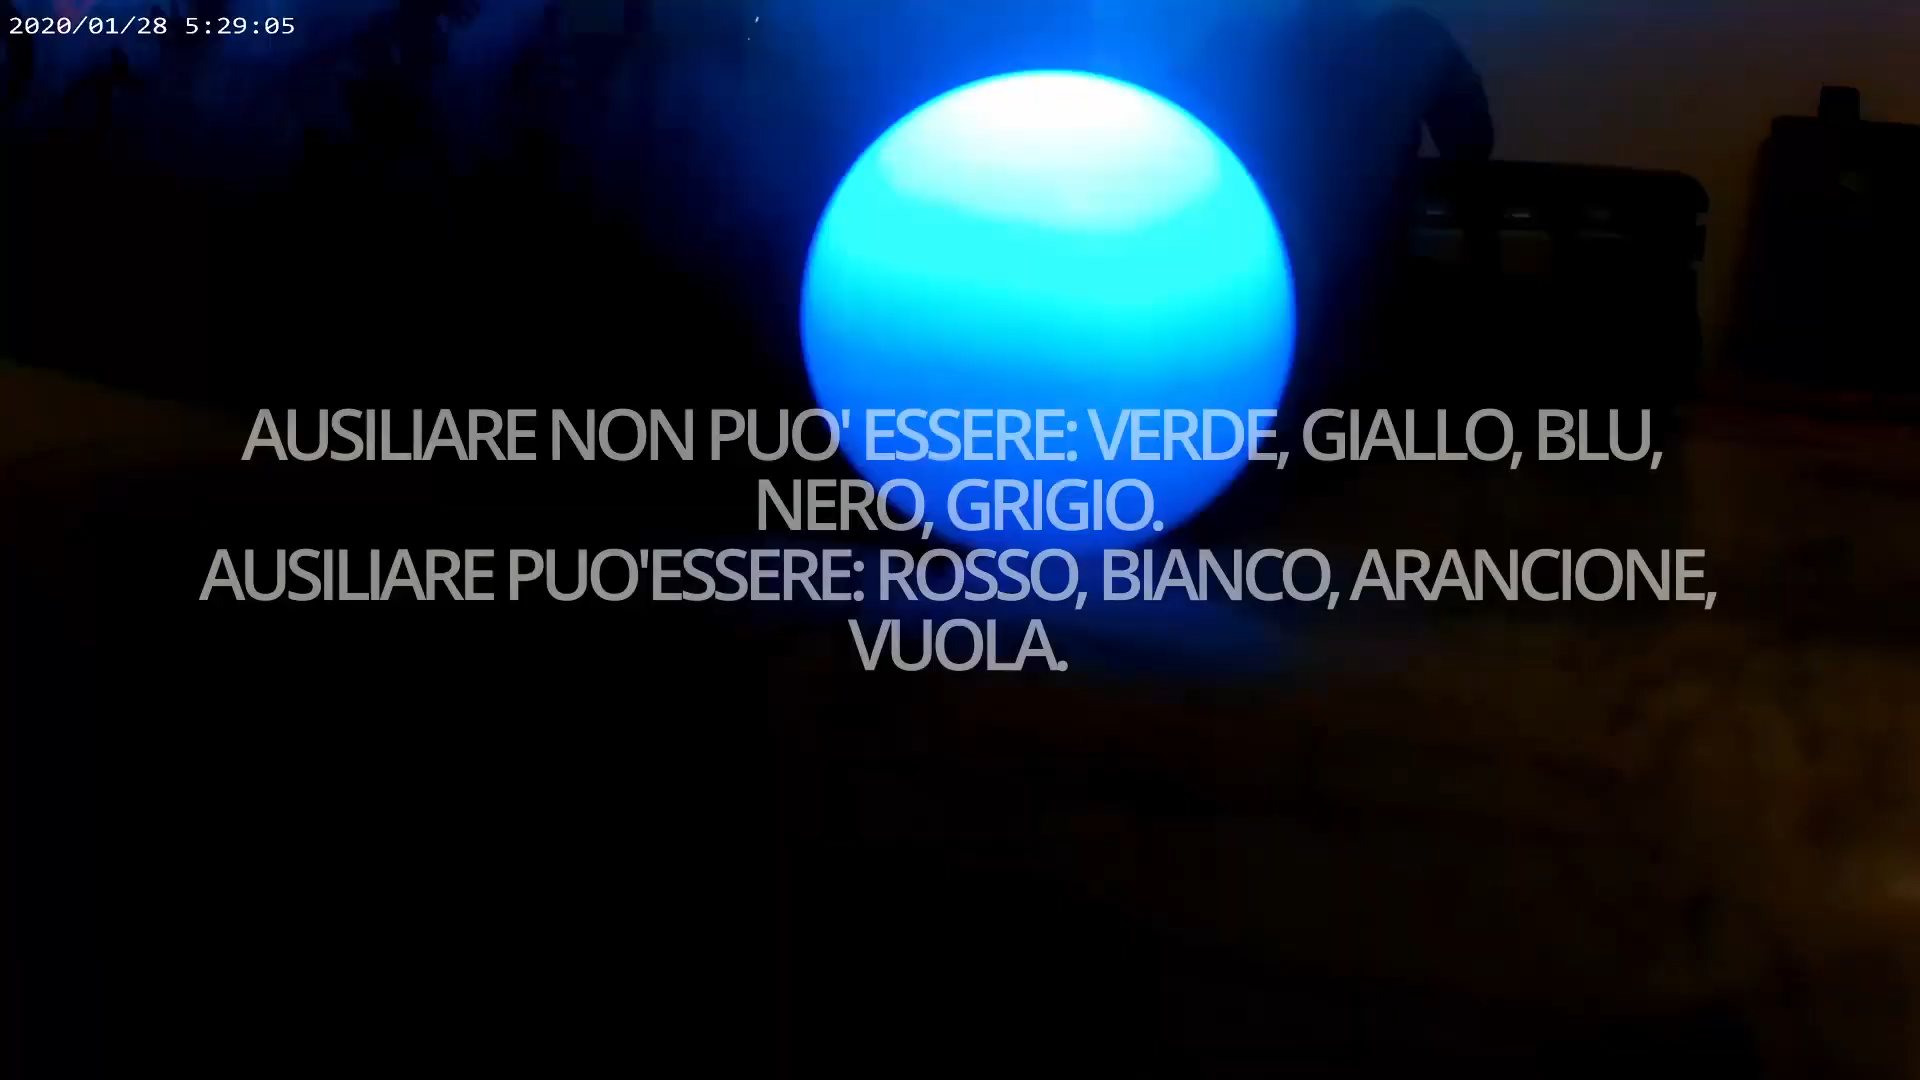 2020/01/28 5:29:05
AUSILIARE NON PUO' ESSERE: VERDE, GIALLO, BLU,
NERO, GRIGIO.
AUSILIARE PUO'ESSERE: ROSSO, BIANCO, ARANCIONE,
VUOLA.